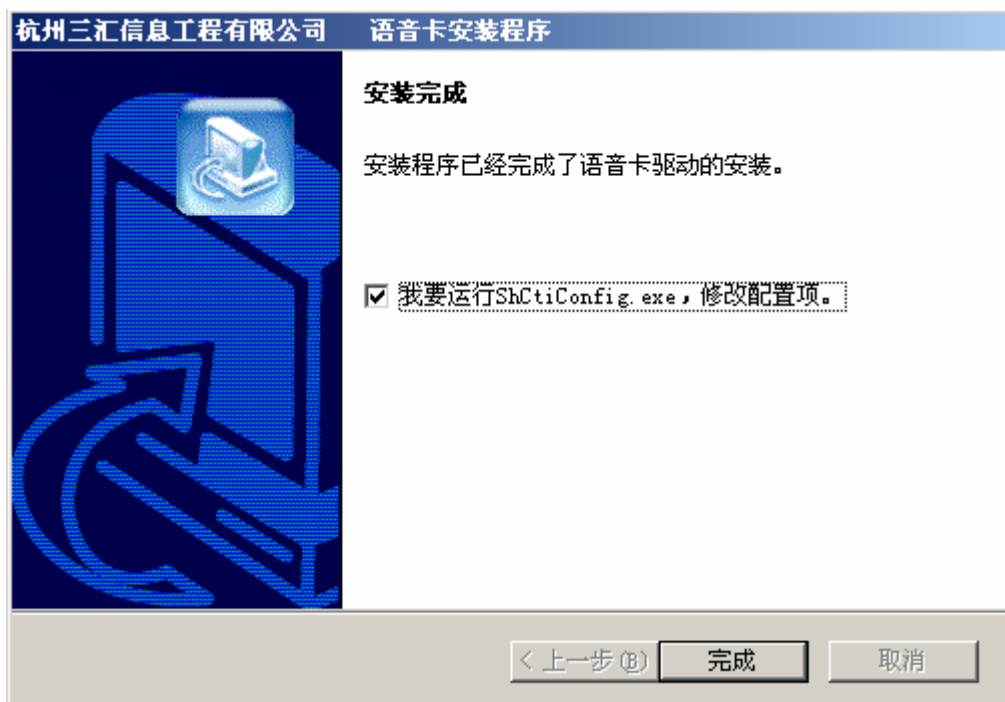 杭州三汇信息工程有限公司 语音卡安装程序
安装完成
安装程序已经完成了语音卡驱动的安装。
我要运行ShCtiConfig.exe，修改配置项。
< 上一步(B)
完成
取消